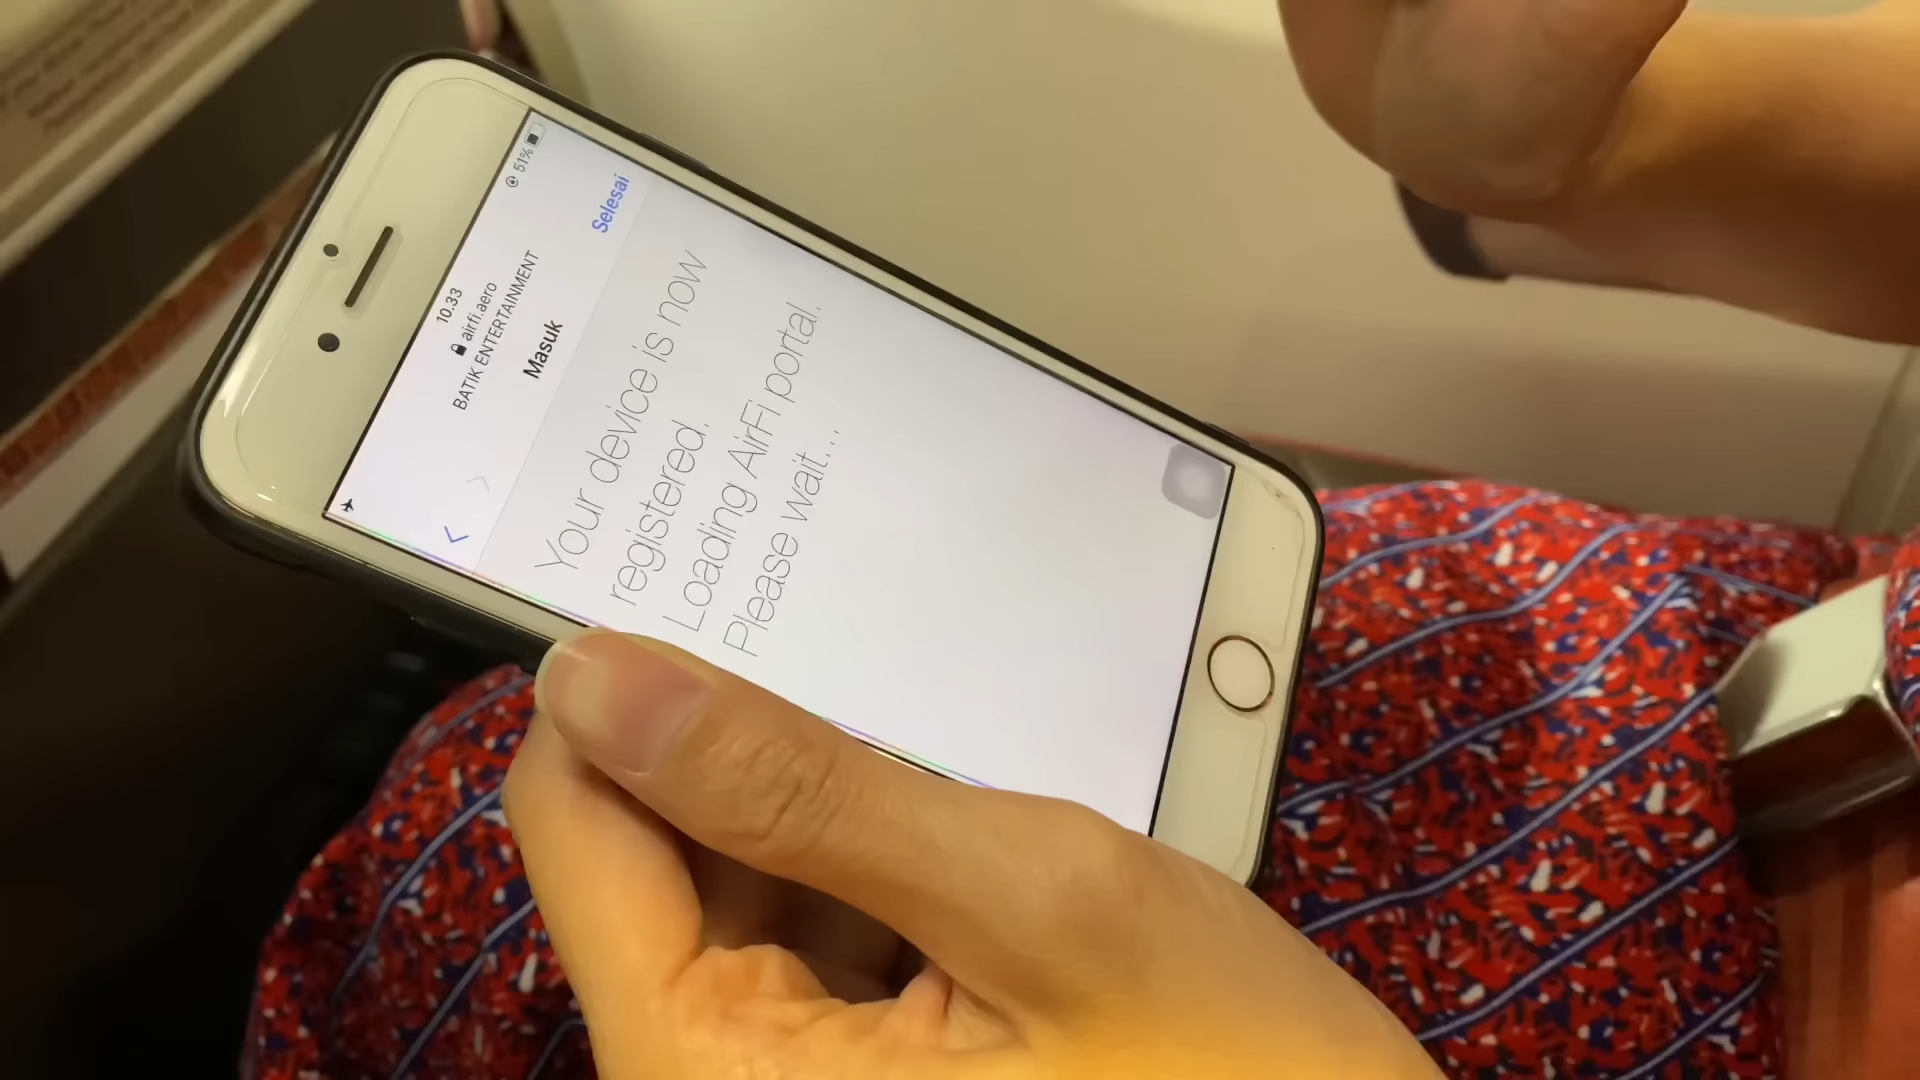 10.33
51%
airfi.aero
BATIK ENTERTAINMENT
Masuk
Selesai
Your device is now
registered.
Loading AirFi portal.
Please wait...